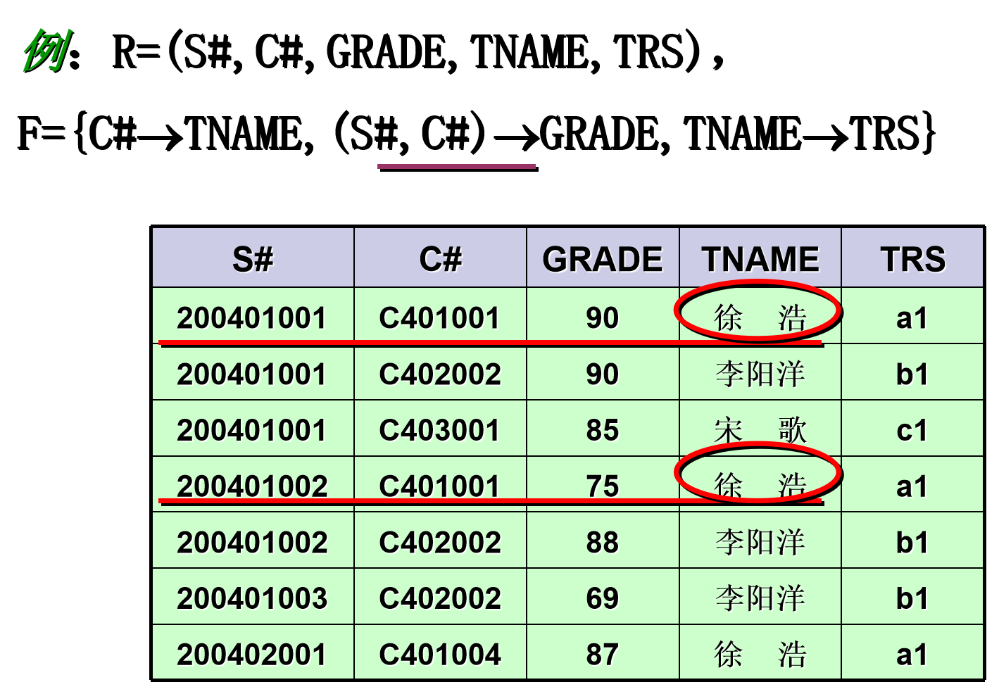 例：R=(S#,C#,GRADE,TNAME,TRS),
F={C#→TNAME,(S#,C#)→GRADE,TNAME→TRS}
S# C# GRADE TNAME TRS
200401001 C401001 90 徐 浩 a1
200401001 C402002 90 李阳洋 b1
200401001 C403001 85 宋 歌 c1
200401002 C401001 75 徐 浩 a1
200401002 C402002 88 李阳洋 b1
200401003 C402002 69 李阳洋 b1
200402001 C401004 87 徐 浩 a1